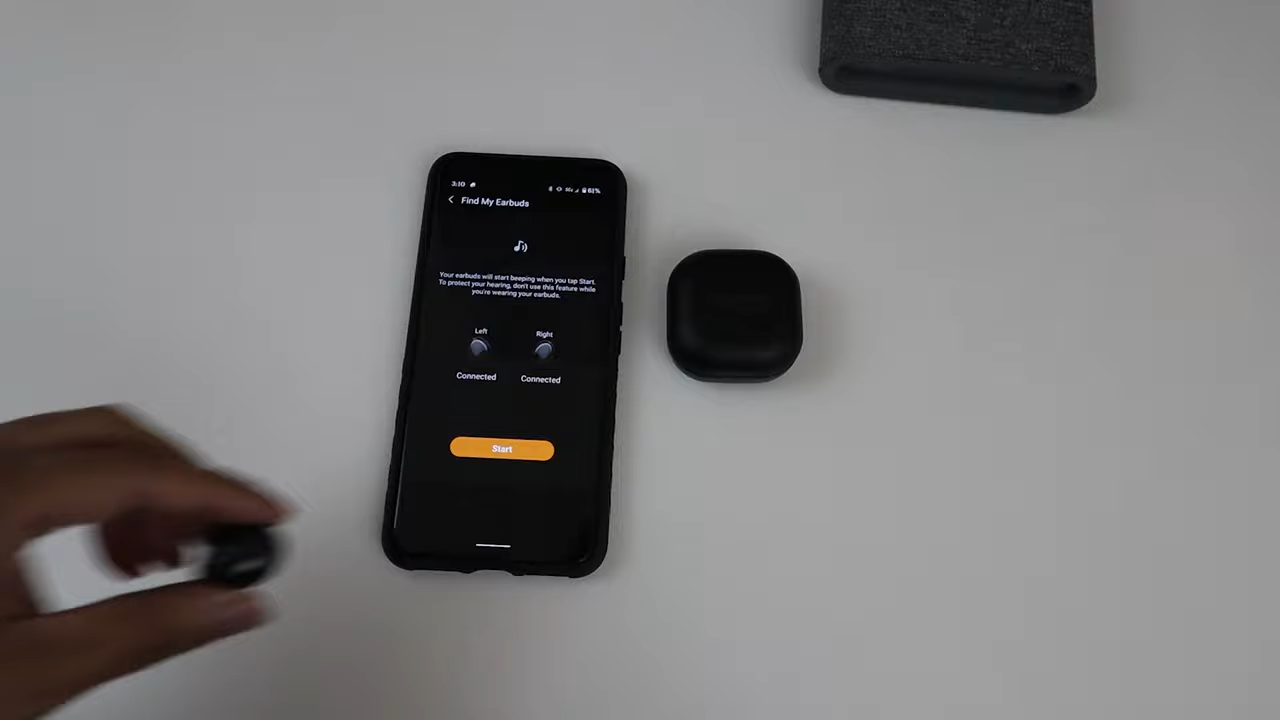 3:10
61%
Find My Earbuds
Your earbuds will start beeping when you tap Start.
To protect your hearing, don't use this feature while
you're wearing your earbuds.
Left Right
Connected Connected
Start